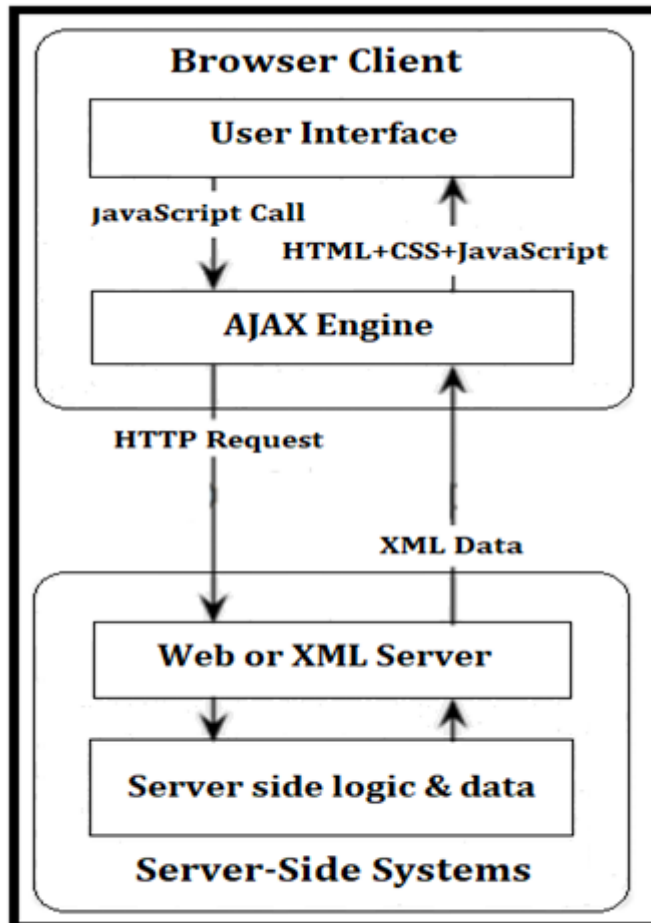 Browser Client
User Interface
JavaScript Call
HTML+CSS+JavaScript
AJAX Engine
HTTP Request
XML Data
Web or XML Server
Server side logic & data
Server-Side Systems